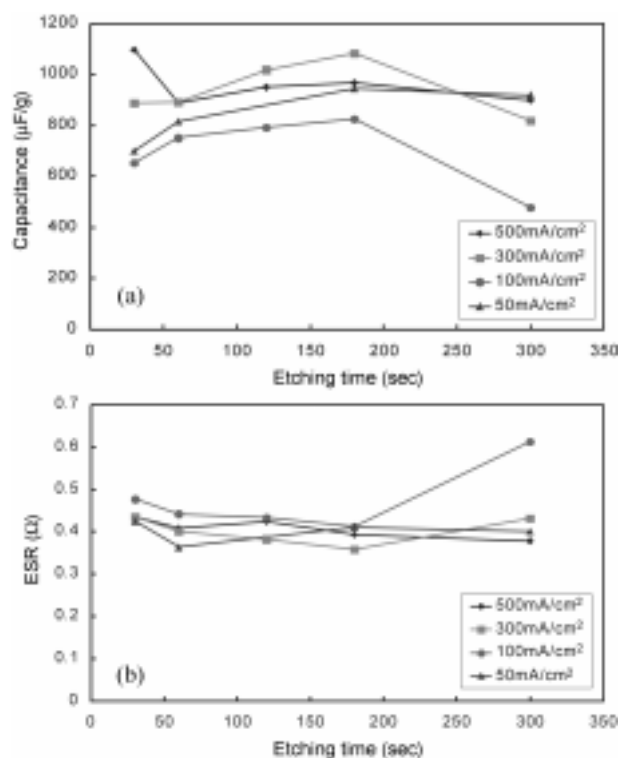 1200
1000
800
600
400
200
0
Capacitance (μF/g)
(a)
500mA/cm²
300mA/cm²
100mA/cm²
50mA/cm²
0 50 100 150 200 250 300 350
Etching time (sec)
0.7
0.6
0.5
0.4
0.3
0.2
0.1
0
ESR (Ω)
(b)
500mA/cm²
300mA/cm²
100mA/cm²
50mA/cm²
0 50 100 150 200 250 300 350
Etching time (sec)